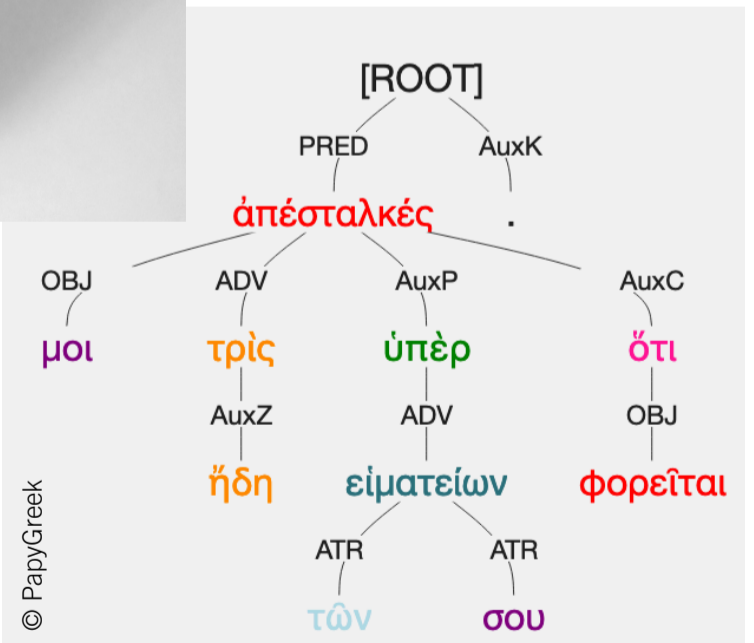 [ROOT]
PRED AuxK
ἀπέσταλκές .
OBJ ADV AuxP AuxC
μοι τρὶς ὑπὲρ ὅτι
AuxZ ADV OBJ
ἤδη εἱματείων φορεῖται
ATR ATR
τῶν σου
© PapyGreek